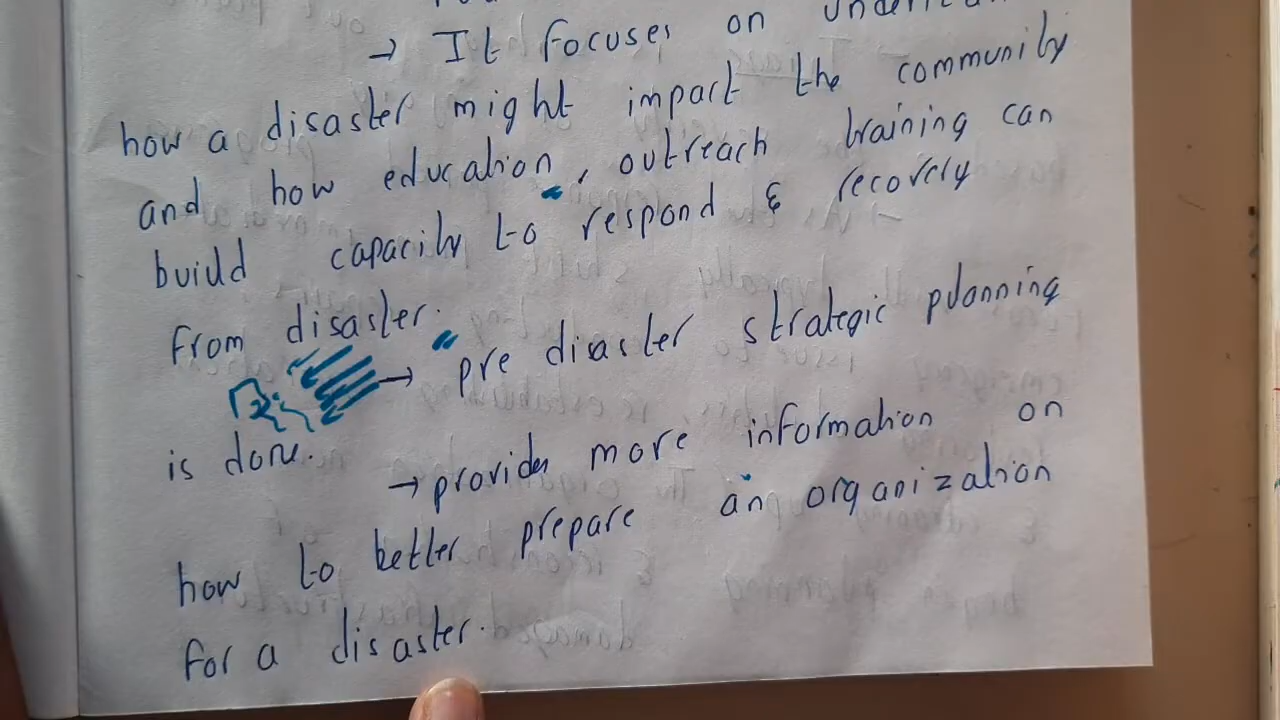 → It focuses on
how a disaster might impact the community
and how education, outreach training can
build capacity to respond & recovery
from disaster.
→ pre disaster strategic planning
is done.
→ provides more information on
how to better prepare an organization
for a disaster.